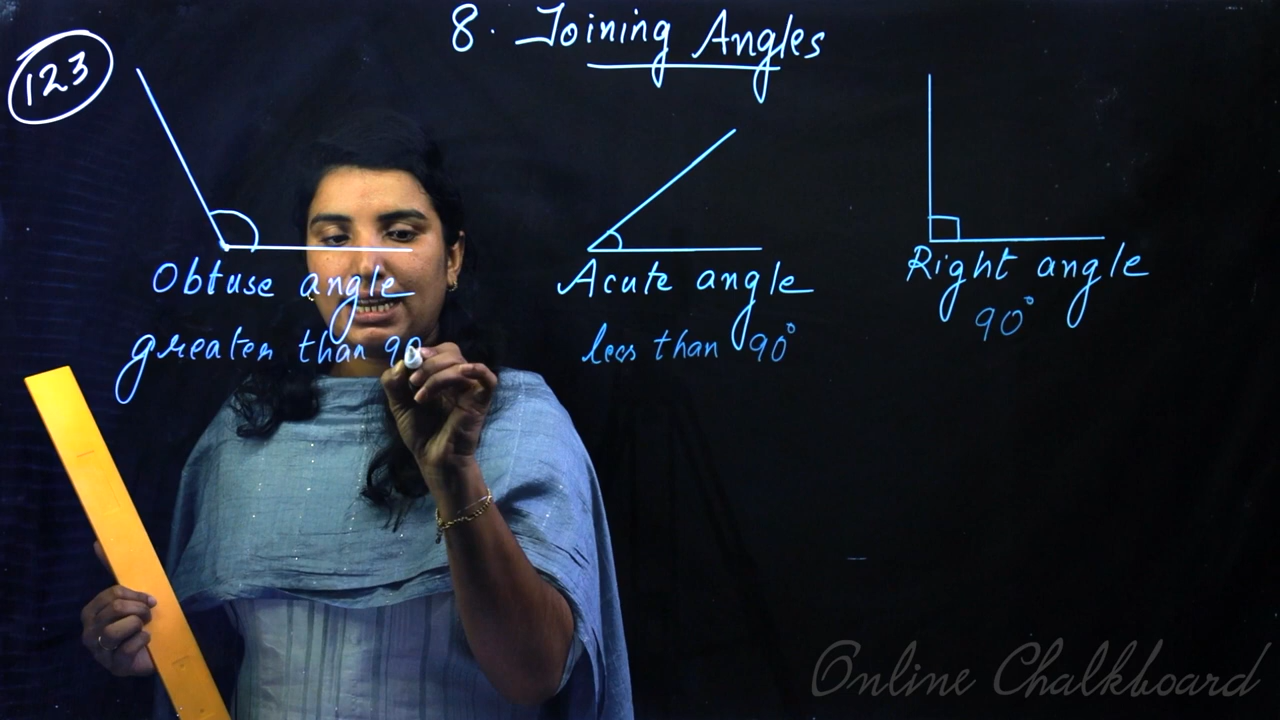 8. Joining Angles
123
Obtuse angle
greater than 90
Acute angle
less than 90°
Right angle
90°
Online Chalkboard